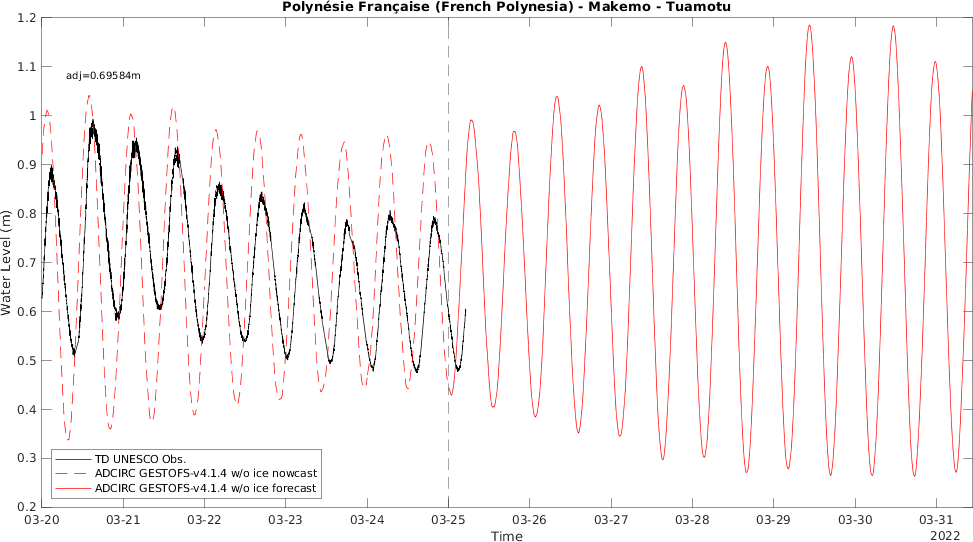 Polynésie Française (French Polynesia) - Makemo - Tuamotu
1.2
1.1
1
0.9
0.8
0.7
0.6
0.5
0.4
0.3
0.2
Water Level (m)
adj=0.69584m
TD UNESCO Obs.
ADCIRC GESTOFS-v4.1.4 w/o ice nowcast
ADCIRC GESTOFS-v4.1.4 w/o ice forecast
03-20 03-21 03-22 03-23 03-24 03-25 03-26 03-27 03-28 03-29 03-30 03-31
2022
Time